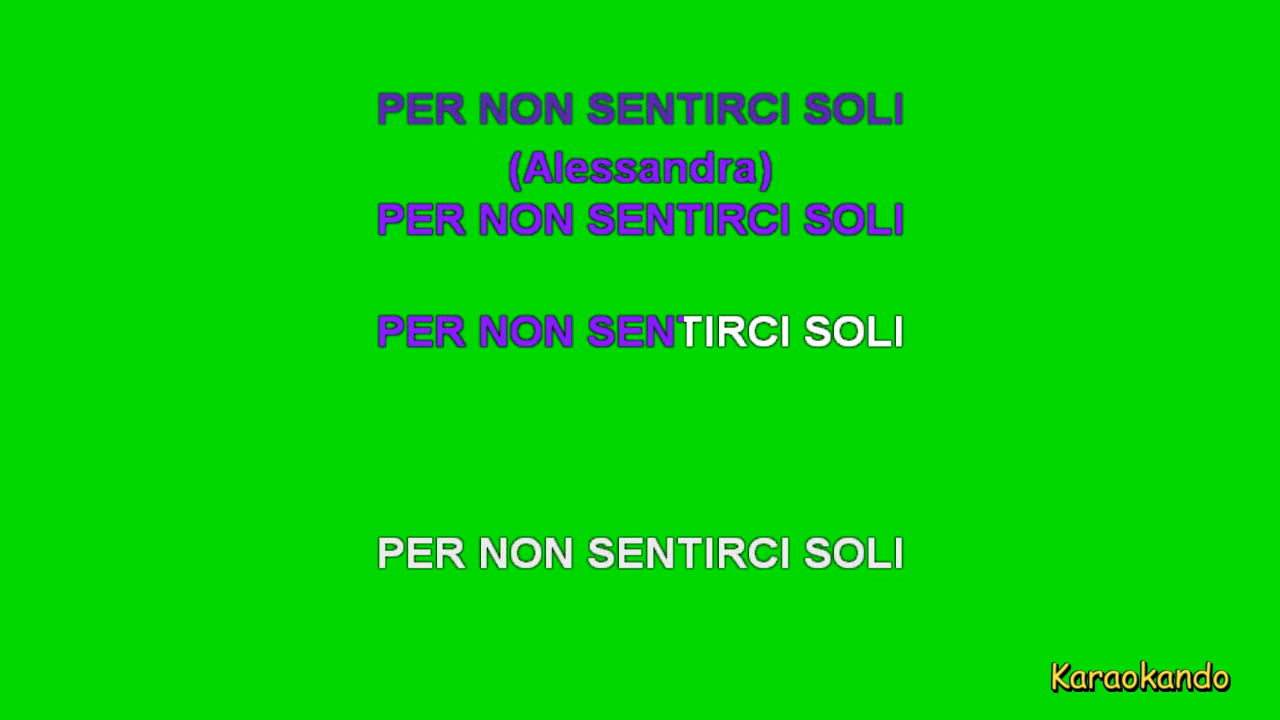 PER NON SENTIRCI SOLI
(Alessandra)
PER NON SENTIRCI SOLI
PER NON SENTIRCI SOLI
PER NON SENTIRCI SOLI
Karaokando